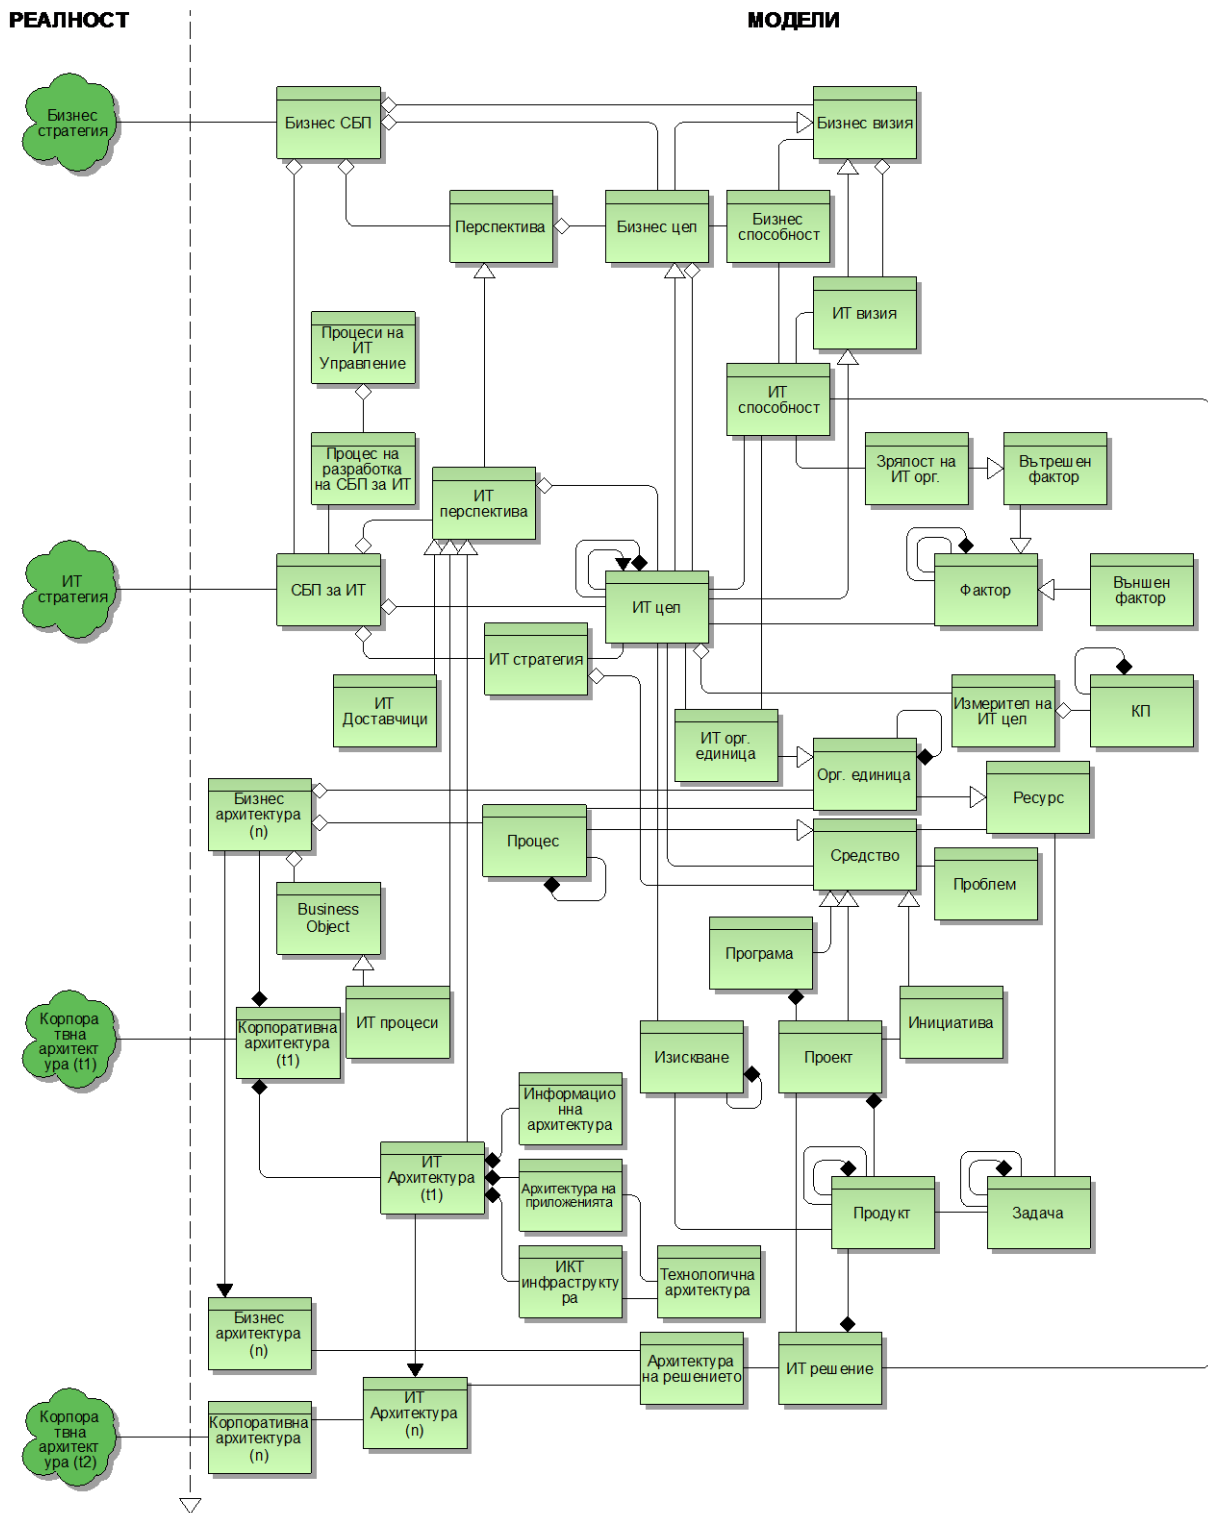 РЕАЛНОСТ
МОДЕЛИ
Бизнес
стратегия
Бизнес СБП
Бизнес визия
Перспектива
Бизнес цел
Бизнес
способност
ИТ визия
Процеси на
ИТ
Управление
ИТ
способност
Процес на
разработка
на СБП за ИТ
ИТ
перспектива
Зрялост на
ИТ орг.
Вътрешен
фактор
ИТ
стратегия
СБП за ИТ
ИТ цел
Фактор
Външен
фактор
ИТ стратегия
ИТ
Доставчици
ИТ орг.
единица
Измерител на
ИТ цел
КП
Орг. единица
Ресурс
Бизнес
архитектура
(n)
Процес
Средство
Проблем
Business
Object
Програма
ИТ процеси
Инициатива
Корпора
твна
архитект
ура (t1)
Корпоративна
архитектура
(t1)
Изискване
Проект
Информацио
нна
архитектура
ИТ
Архитектура
(t1)
Архитектура на
приложенията
Продукт
Задача
ИКТ
инфраструкту
ра
Технологична
архитектура
Бизнес
архитектура
(n)
Архитектура
на решението
ИТ решение
ИТ
Архитектура
(n)
Корпора
твна
архитект
ура (t2)
Корпоративна
архитектура
(n)